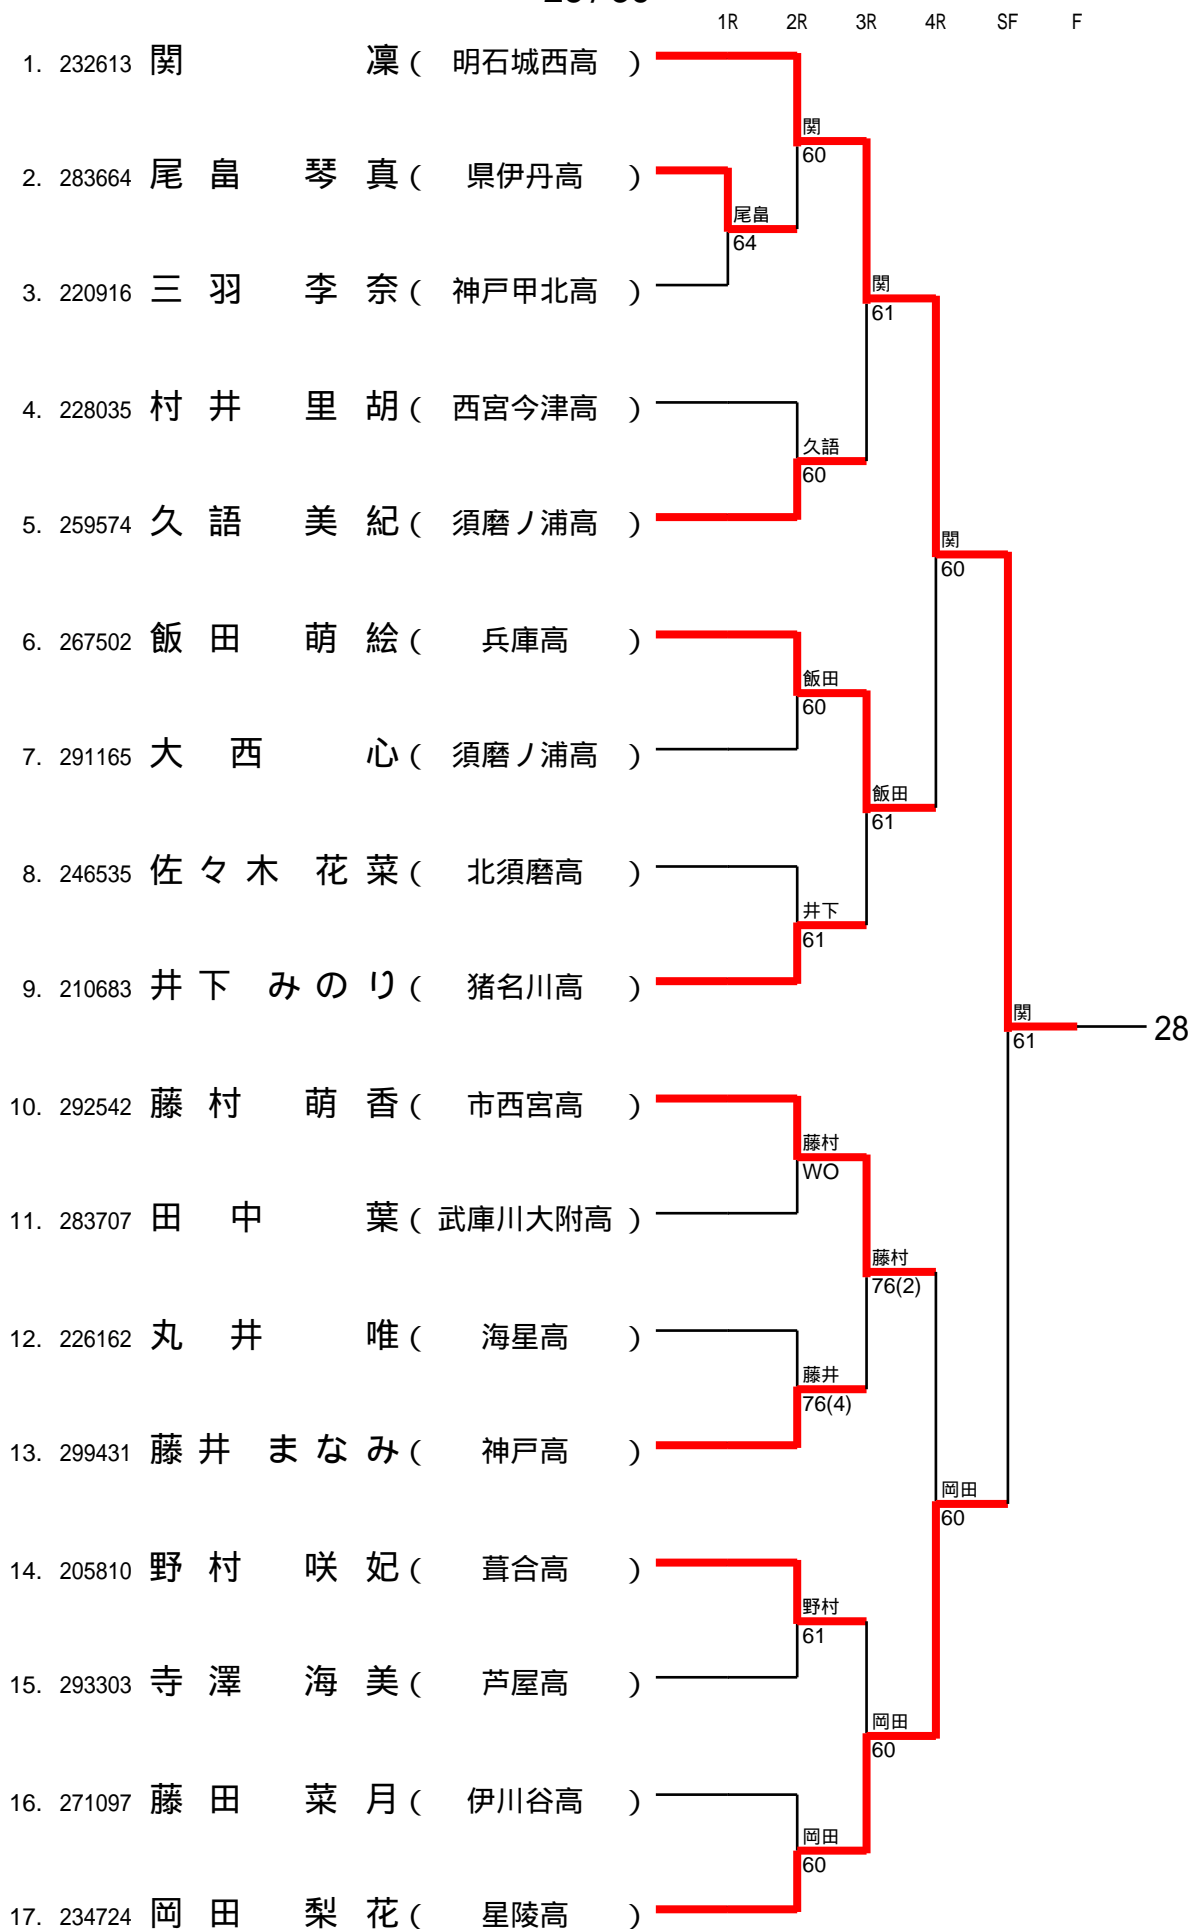 1R 2R 3R 4R SF F
1. 232613 関 凜 ( 明石城西高 )
関
60
2. 283664 尾畠 琴真 ( 県伊丹高 )
尾畠
64
3. 220916 三羽 李奈 ( 神戸甲北高 )
関
61
4. 228035 村井 里胡 ( 西宮今津高 )
久語
60
5. 259574 久語 美紀 ( 須磨ノ浦高 )
関
60
6. 267502 飯田 萌絵 ( 兵庫高 )
飯田
60
7. 291165 大西 心 ( 須磨ノ浦高 )
飯田
61
8. 246535 佐々木 花菜 ( 北須磨高 )
井下
61
9. 210683 井下 みのり ( 猪名川高 )
関
61
28
10. 292542 藤村 萌香 ( 市西宮高 )
藤村
WO
11. 283707 田中 葉 ( 武庫川大附高 )
藤村
76(2)
12. 226162 丸井 唯 ( 海星高 )
藤井
76(4)
13. 299431 藤井 まなみ ( 神戸高 )
岡田
60
14. 205810 野村 咲妃 ( 葺合高 )
野村
61
15. 293303 寺澤 海美 ( 芦屋高 )
岡田
60
16. 271097 藤田 菜月 ( 伊川谷高 )
岡田
60
17. 234724 岡田 梨花 ( 星陵高 )